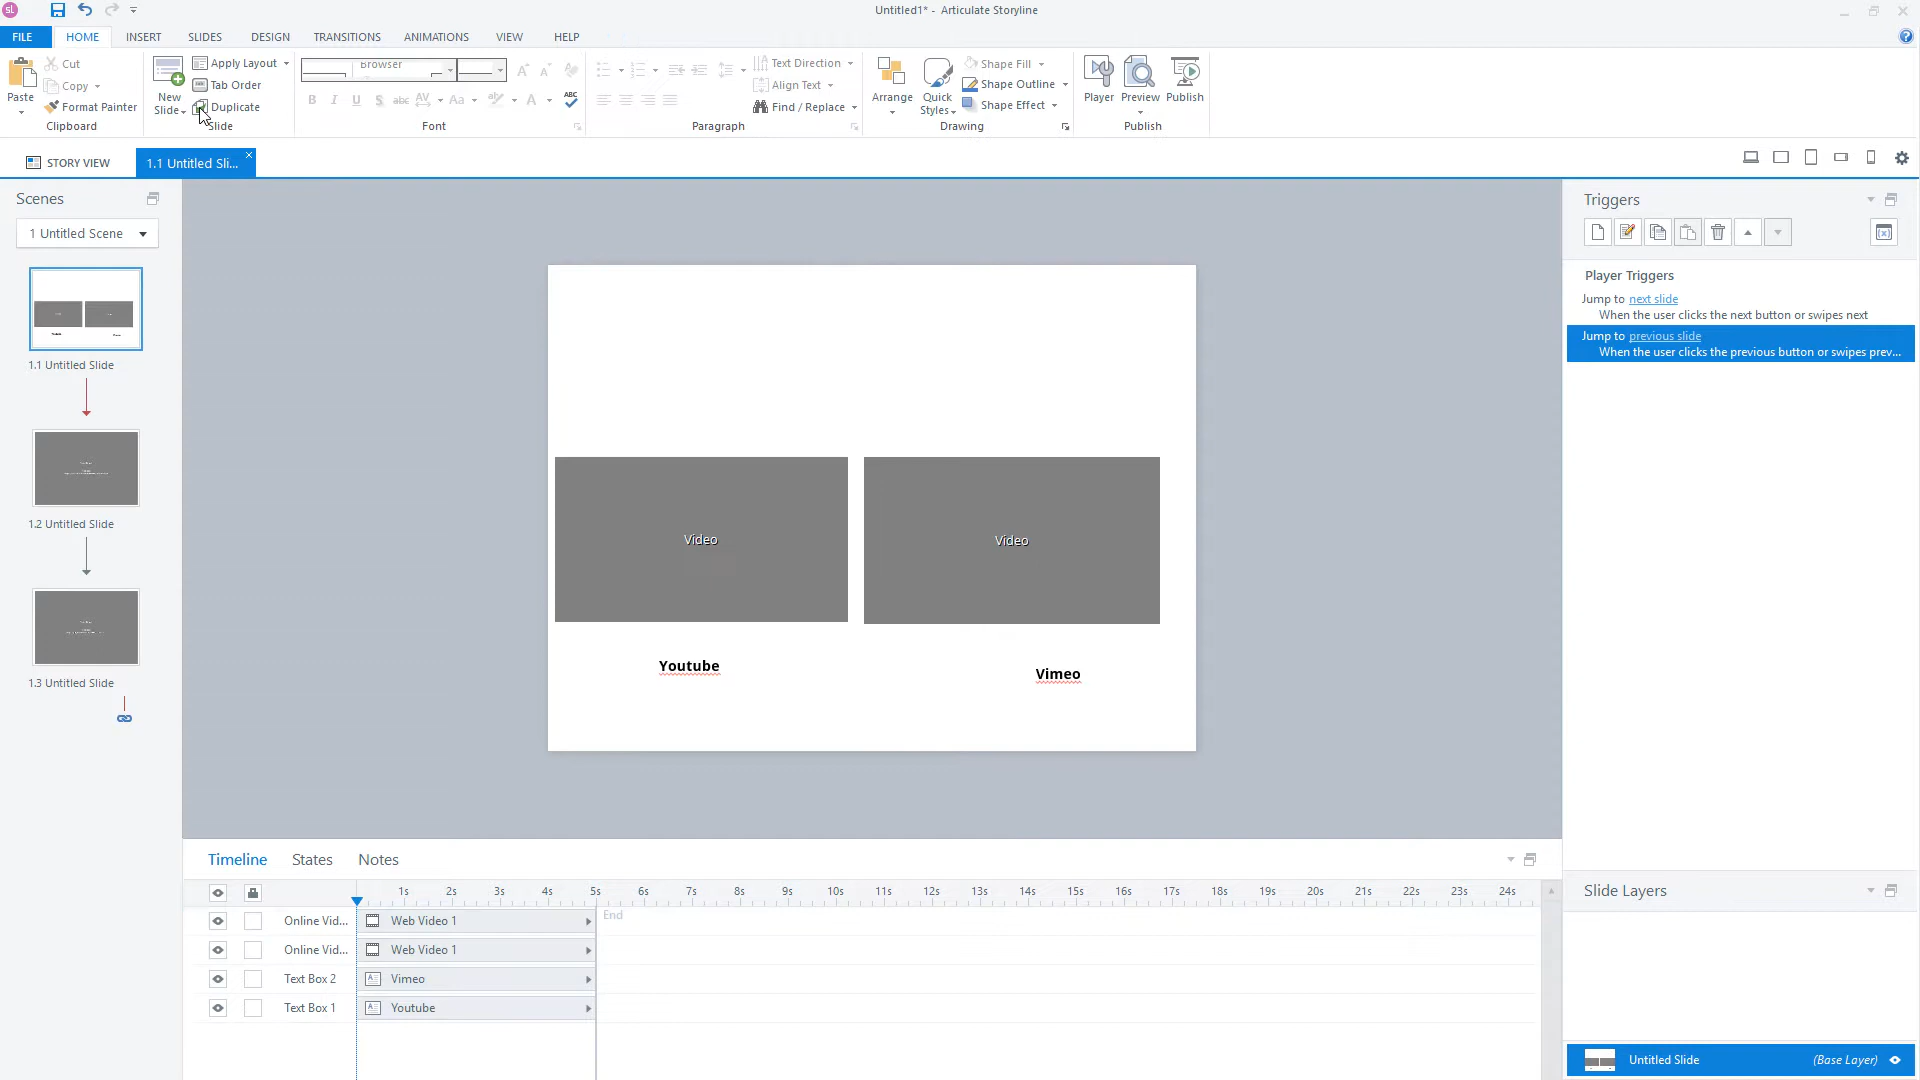 sL
Untitled1* - Articulate Storyline
FILE
HOME
INSERT
SLIDES
DESIGN
TRANSITIONS
ANIMATIONS
VIEW
HELP
Paste
Cut
Copy
Format Painter
Clipboard
New
Slide
Apply Layout
Tab Order
Duplicate
Slide
Browser
B I U S abc AV Aa A
ABC
Font
Text Direction
Align Text
Find / Replace
Paragraph
Arrange
Quick
Styles
Shape Fill
Shape Outline
Shape Effect
Drawing
Player
Preview
Publish
Publish
STORY VIEW
1.1 Untitled Sli...
Scenes
1 Untitled Scene
1.1 Untitled Slide
1.2 Untitled Slide
1.3 Untitled Slide
Video
Video
Youtube
Vimeo
Triggers
Player Triggers
Jump to next slide
When the user clicks the next button or swipes next
Jump to previous slide
When the user clicks the previous button or swipes prev...
Timeline
States
Notes
1s 2s 3s 4s 5s 6s 7s 8s 9s 10s 11s 12s 13s 14s 15s 16s 17s 18s 19s 20s 21s 22s 23s 24s
Online Vid... Web Video 1
End
Online Vid... Web Video 1
Text Box 2 Vimeo
Text Box 1 Youtube
Slide Layers
Untitled Slide (Base Layer)